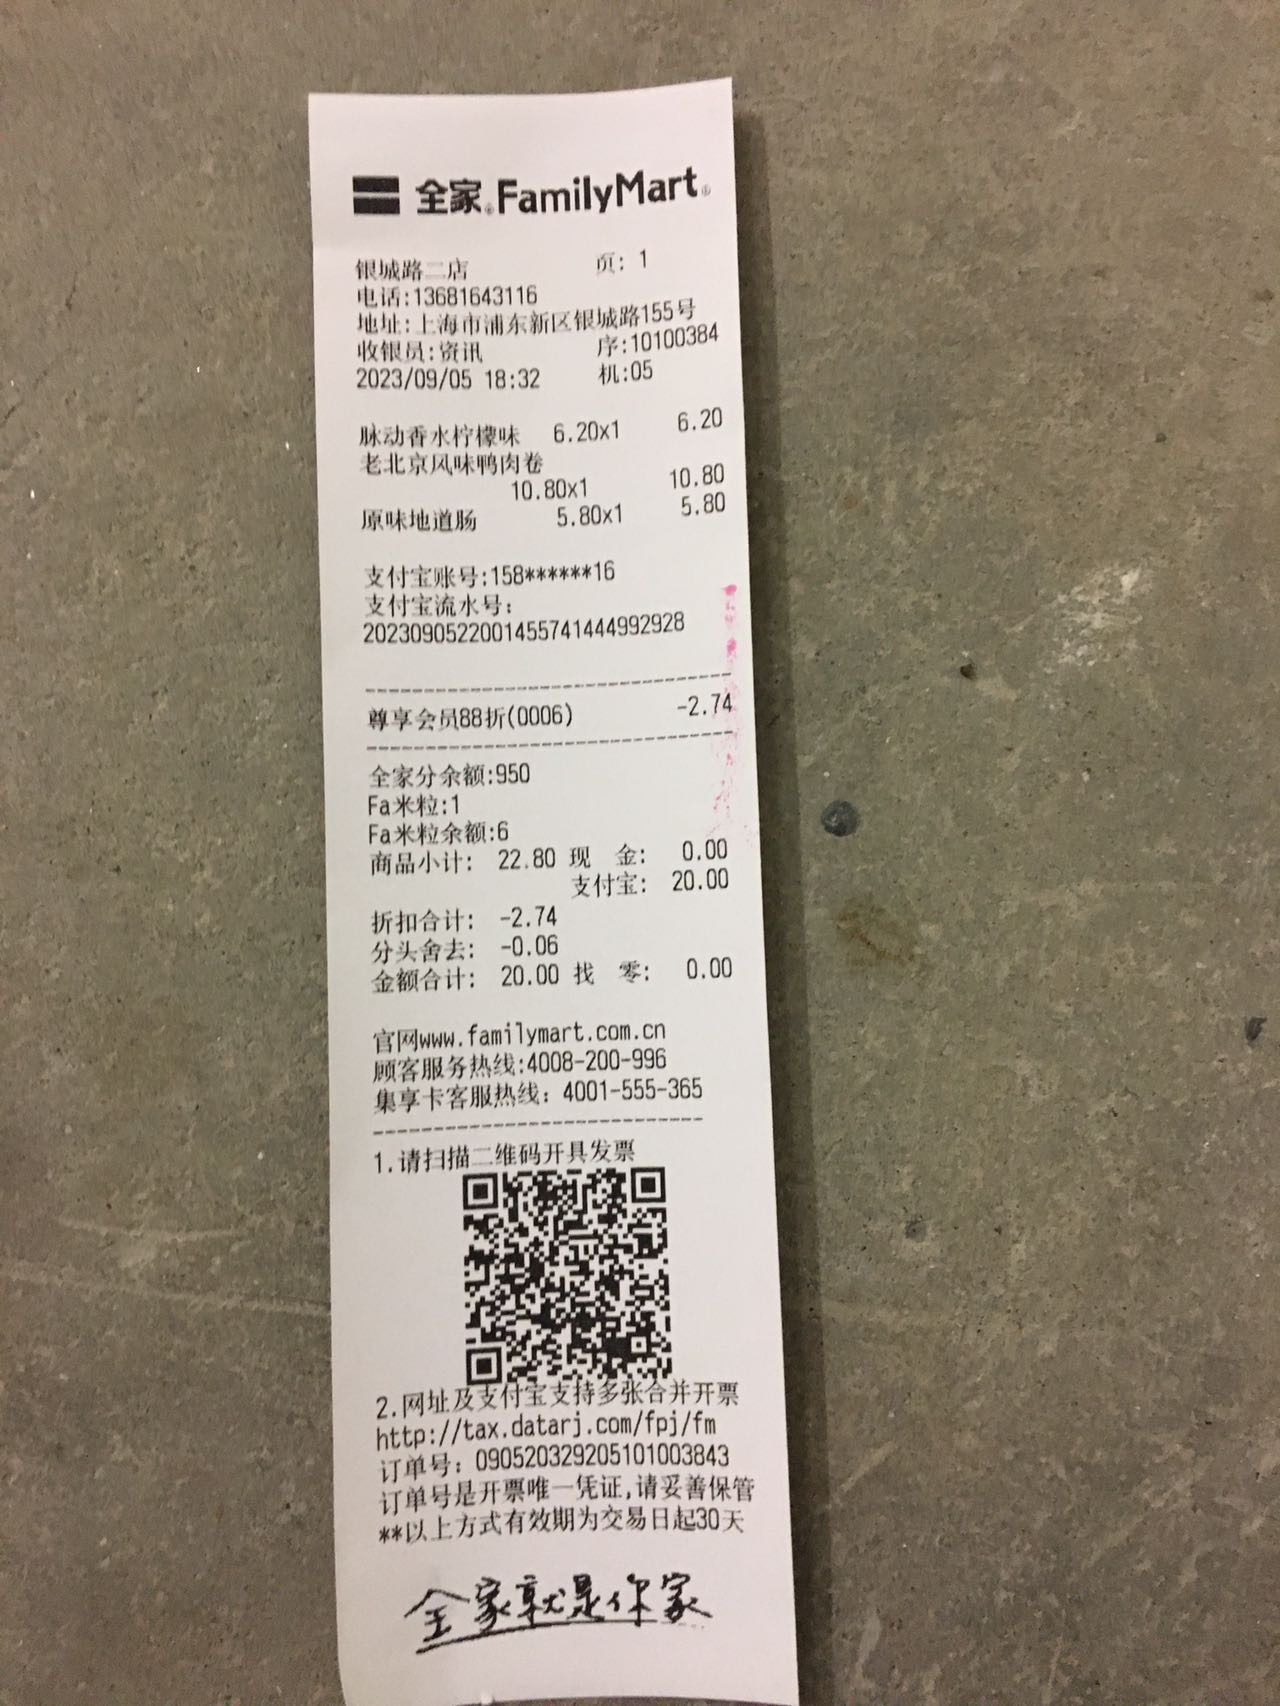 全家®FamilyMart®
银城路二店 页: 1
电话:13681643116
地址:上海市浦东新区银城路155号
收银员:资讯 序:10100384
2023/09/05 18:32 机:05
脉动香水柠檬味 6.20x1 6.20
老北京风味鸭肉卷
10.80x1 10.80
原味地道肠 5.80x1 5.80
支付宝账号:158******16
支付宝流水号:
2023090522001455741444992928
尊享会员88折(0006) -2.74
全家分余额:950
Fa米粒:1
Fa米粒余额:6
商品小计: 22.80 现 金: 0.00
支付宝: 20.00
折扣合计: -2.74
分头舍去: -0.06
金额合计: 20.00 找 零: 0.00
官网www.familymart.com.cn
顾客服务热线:4008-200-996
集享卡客服热线: 4001-555-365
1.请扫描二维码开具发票
2.网址及支付宝支持多张合并开票
http://tax.datarj.com/fpj/fm
订单号: 0905203292051010038​43
订单号是开票唯一凭证,请妥善保管
**以上方式有效期为交易日起30天
全家就是你家